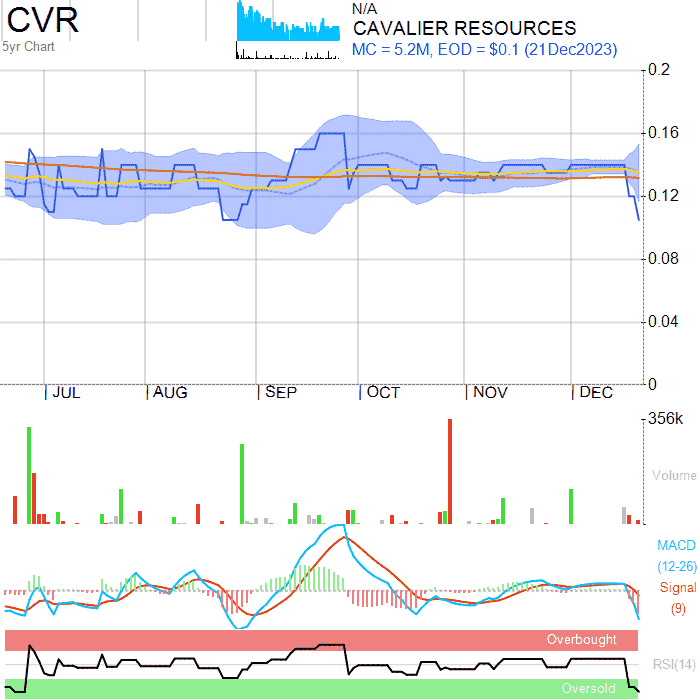 CVR
5yr Chart
N/A
CAVALIER RESOURCES
MC = 5.2M, EOD = $0.1 (21Dec2023)
0.2
0.16
0.12
0.08
0.04
0
JUL AUG SEP OCT NOV DEC
356k
Volume
MACD
(12-26)
Signal
(9)
Overbought
RSI(14)
Oversold